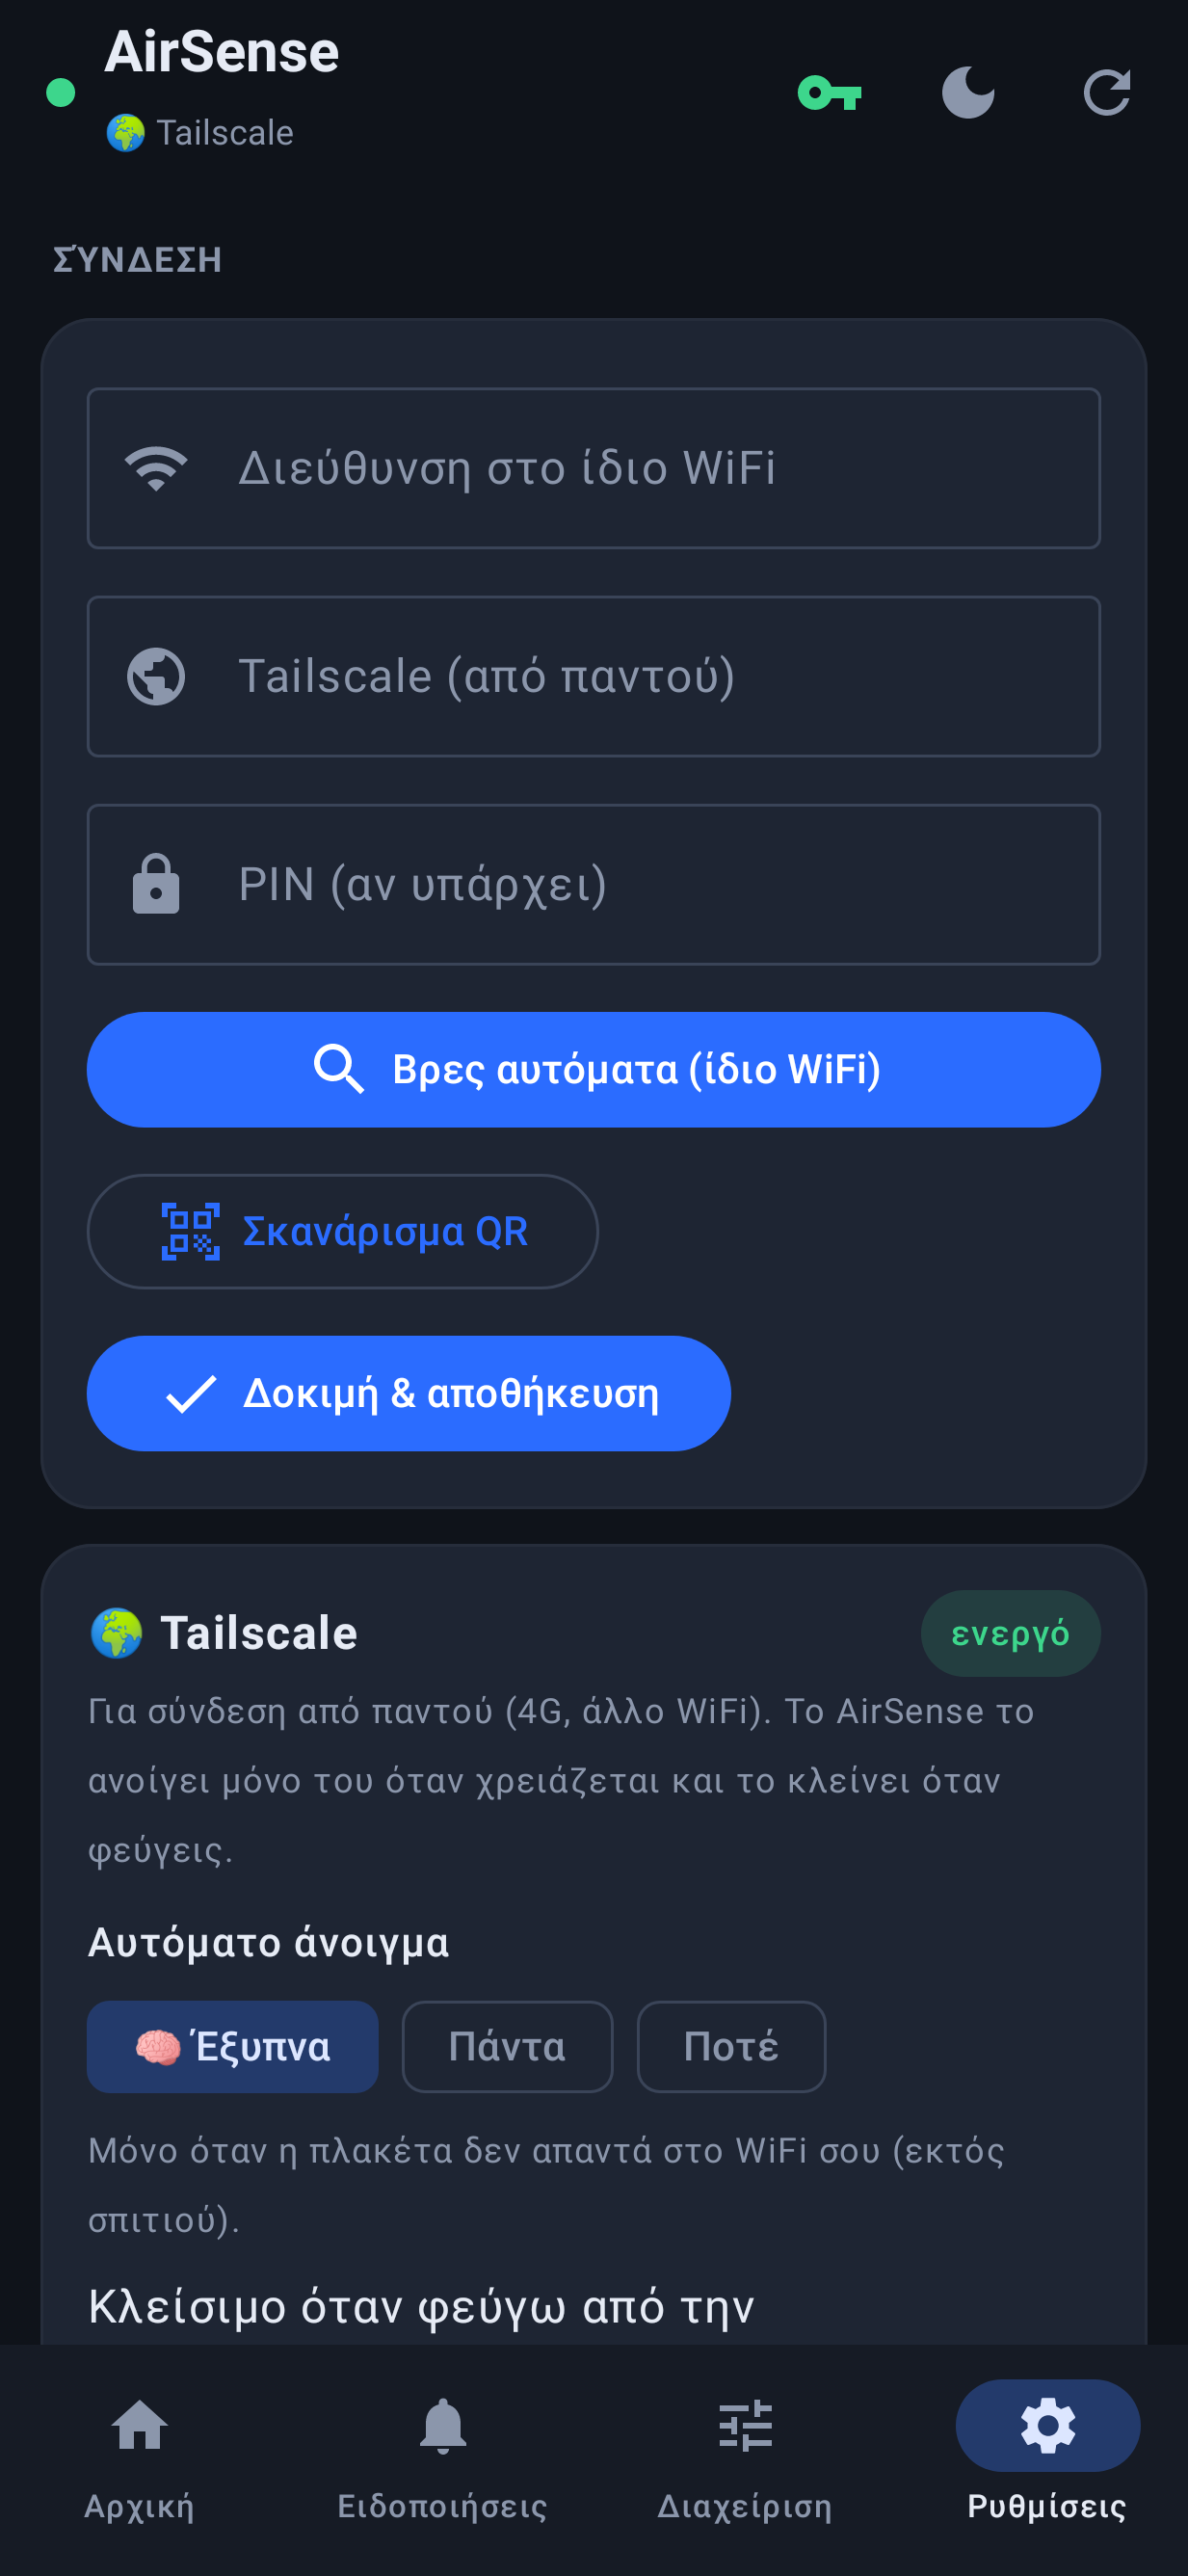 AirSense
🌍 Tailscale
ΣΎΝΔΕΣΗ
Διεύθυνση στο ίδιο WiFi
Tailscale (από παντού)
PIN (αν υπάρχει)
Βρες αυτόματα (ίδιο WiFi)
Σκανάρισμα QR
Δοκιμή & αποθήκευση
🌍 Tailscale
ενεργό
Για σύνδεση από παντού (4G, άλλο WiFi). Το AirSense το
ανοίγει μόνο του όταν χρειάζεται και το κλείνει όταν
φεύγεις.
Αυτόματο άνοιγμα
🧠 Έξυπνα
Πάντα
Ποτέ
Μόνο όταν η πλακέτα δεν απαντά στο WiFi σου (εκτός
σπιτιού).
Κλείσιμο όταν φεύγω από την
Αρχική
Ειδοποιήσεις
Διαχείριση
Ρυθμίσεις